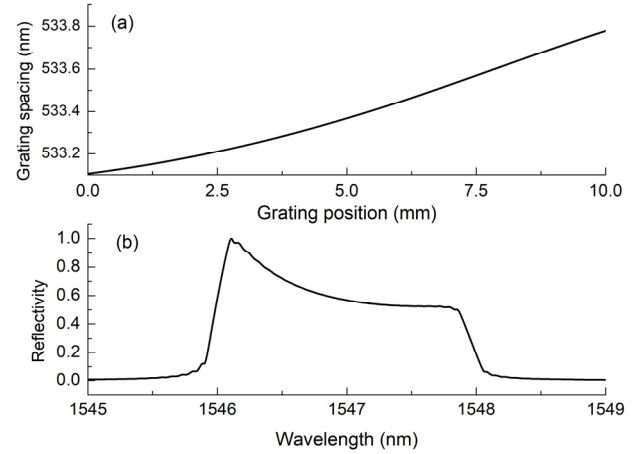 (a)
Grating spacing (nm)
533.8
533.6
533.4
533.2
0.0 2.5 5.0 7.5 10.0
Grating position (mm)
(b)
Reflectivity
1.0
0.8
0.6
0.4
0.2
0.0
1545 1546 1547 1548 1549
Wavelength (nm)